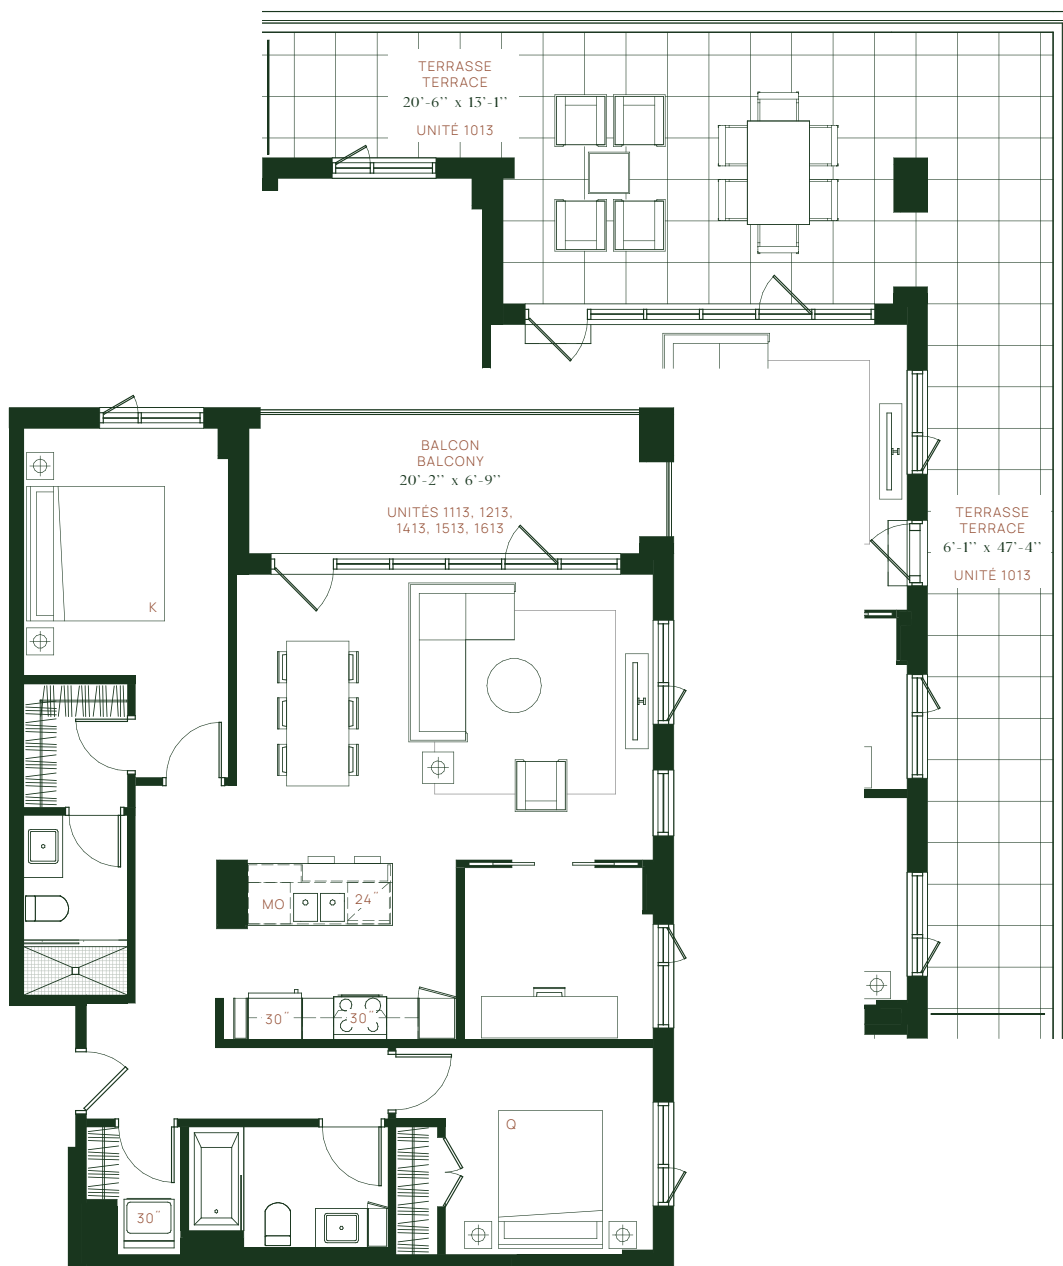 TERRASSE
TERRACE
20'-6'' x 13'-1''
UNITÉ 1013
BALCON
BALCONY
20'-2'' x 6'-9''
UNITÉS 1113, 1213,
1413, 1513, 1613
TERRASSE
TERRACE
6'-1'' x 47'-4''
UNITÉ 1013
K
MO
24"
30"
30"
Q
30"